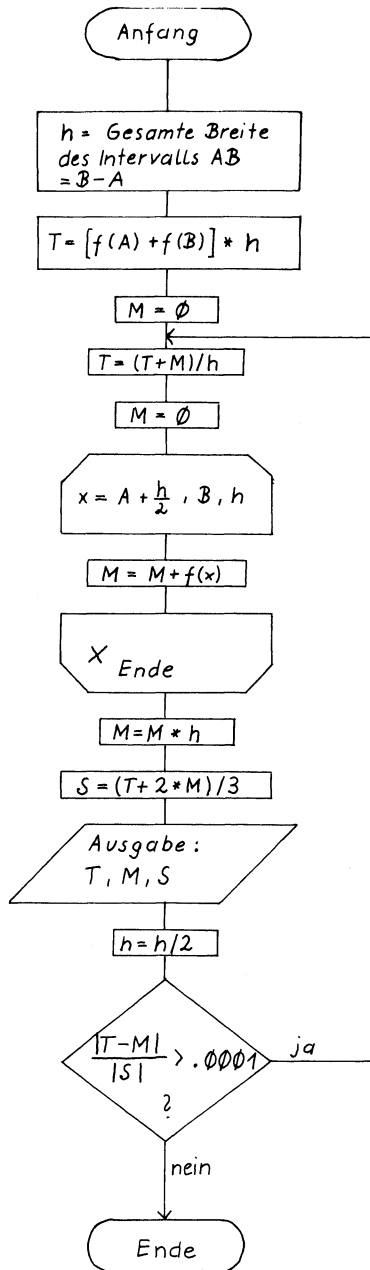 Anfang
h = Gesamte Breite
des Intervalls AB
= B-A
T = [f(A) + f(B)] * h
M = Ø
T = (T+M)/h
M = Ø
x = A + h/2 , B, h
M = M + f(x)
X Ende
M = M * h
S = (T+ 2 * M)/3
Ausgabe:
T, M, S
h = h/2
|T-M|/|S| > .ØØØ1
?
ja
nein
Ende